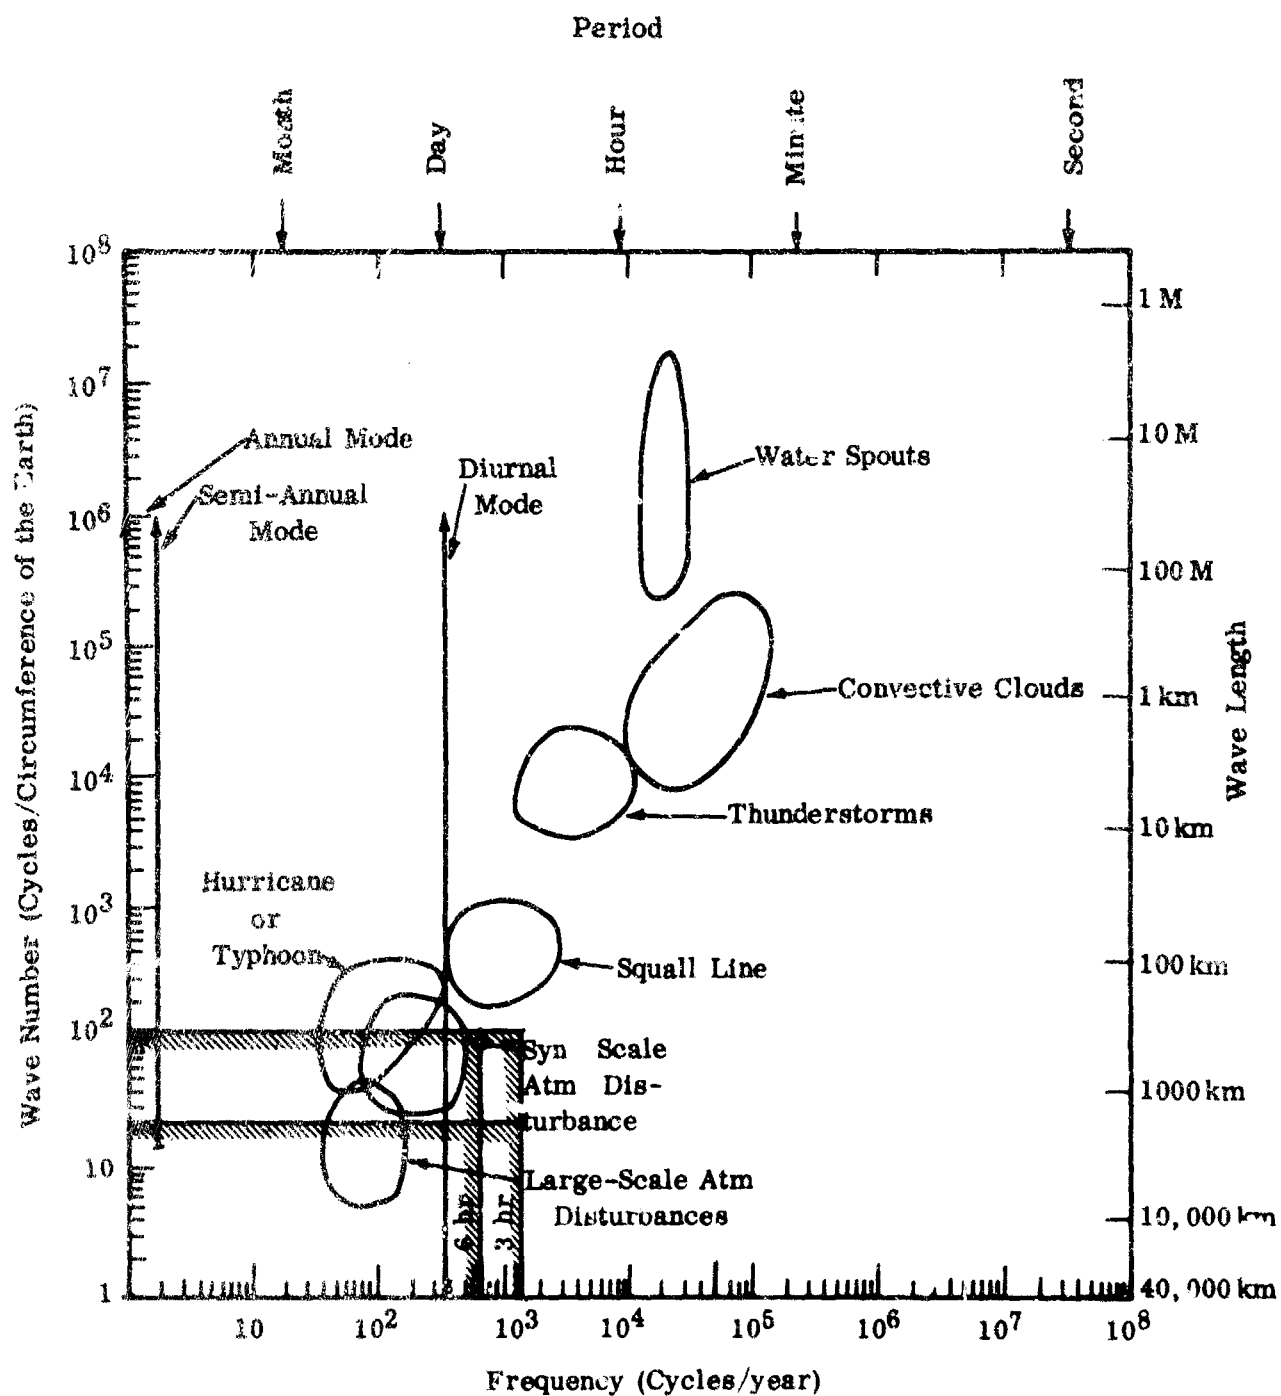 Period
Month
Day
Hour
Minute
Second
10⁸
10⁷
10⁶
10⁵
10⁴
10³
10²
10
1
Wave Number (Cycles/Circumference of the Earth)
1 M
10 M
100 M
1 km
10 km
100 km
1000 km
10,000 km
40,000 km
Wave Length
Annual Mode
Semi-Annual
Mode
Diurnal
Mode
Water Spouts
Convective Clouds
Thunderstorms
Hurricane
or
Typhoon
Squall Line
Syn Scale
Atm Dis-
turbance
Large-Scale Atm
Disturbances
6 hr
3 hr
10
10²
10³
10⁴
10⁵
10⁶
10⁷
10⁸
Frequency (Cycles/year)